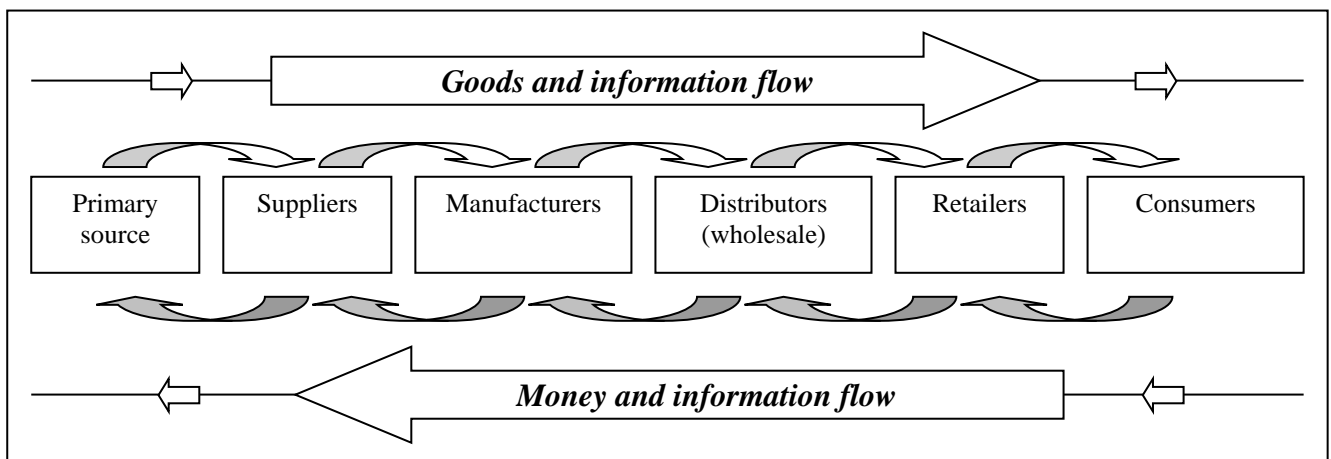 Goods and information flow
Primary
source
Suppliers
Manufacturers
Distributors
(wholesale)
Retailers
Consumers
Money and information flow